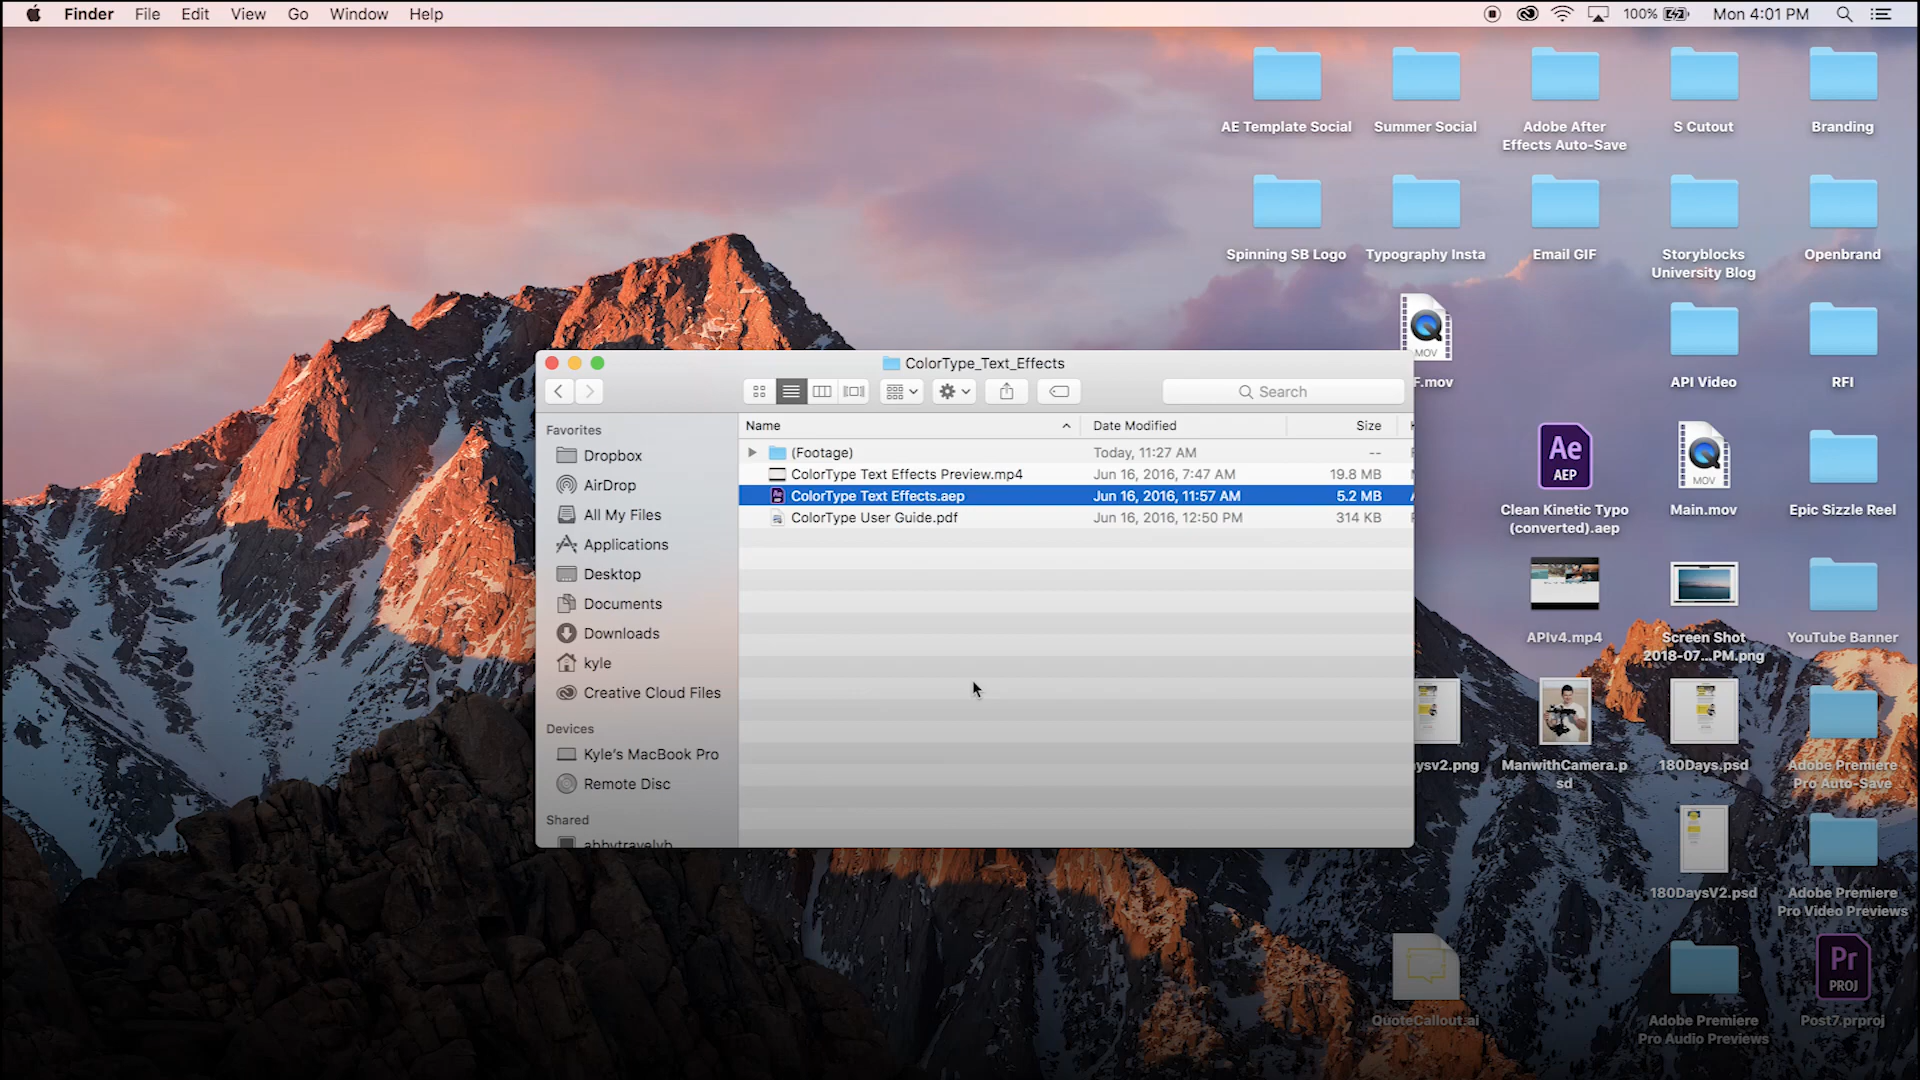 Finder File Edit View Go Window Help
100% Mon 4:01 PM
AE Template Social
Summer Social
Adobe After
Effects Auto-Save
S Cutout
Branding
Spinning SB Logo
Typography Insta
Email GIF
Storyblocks
University Blog
Openbrand
MOV
F.mov
API Video
RFI
ColorType_Text_Effects
Search
Favorites
Dropbox
AirDrop
All My Files
Applications
Desktop
Documents
Downloads
kyle
Creative Cloud Files
Devices
Kyle's MacBook Pro
Remote Disc
Shared
Name Date Modified Size
(Footage) Today, 11:27 AM --
ColorType Text Effects Preview.mp4 Jun 16, 2016, 7:47 AM 19.8 MB
ColorType Text Effects.aep Jun 16, 2016, 11:57 AM 5.2 MB
ColorType User Guide.pdf Jun 16, 2016, 12:50 PM 314 KB
Ae
AEP
Clean Kinetic Typo
(converted).aep
MOV
Main.mov
Epic Sizzle Reel
APIv4.mp4
Screen Shot
2018-07...PM.png
YouTube Banner
ysv2.png
ManwithCamera.p
sd
180Days.psd
Adobe Premiere
Pro Auto-Save
180DaysV2.psd
Adobe Premiere
Pro Video Previews
QuoteCallout.ai
Adobe Premiere
Pro Audio Previews
Pr
PROJ
Post7.prproj